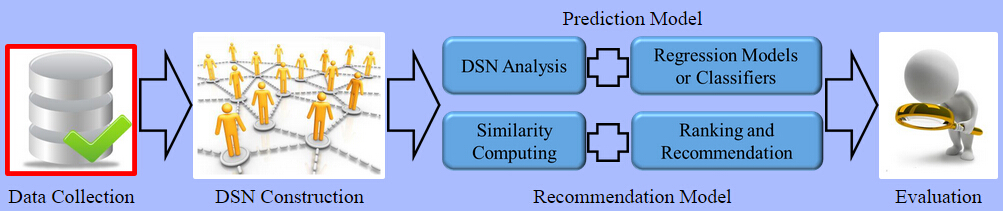 Prediction Model
DSN Analysis
Regression Models
or Classifiers
Similarity
Computing
Ranking and
Recommendation
Data Collection
DSN Construction
Recommendation Model
Evaluation